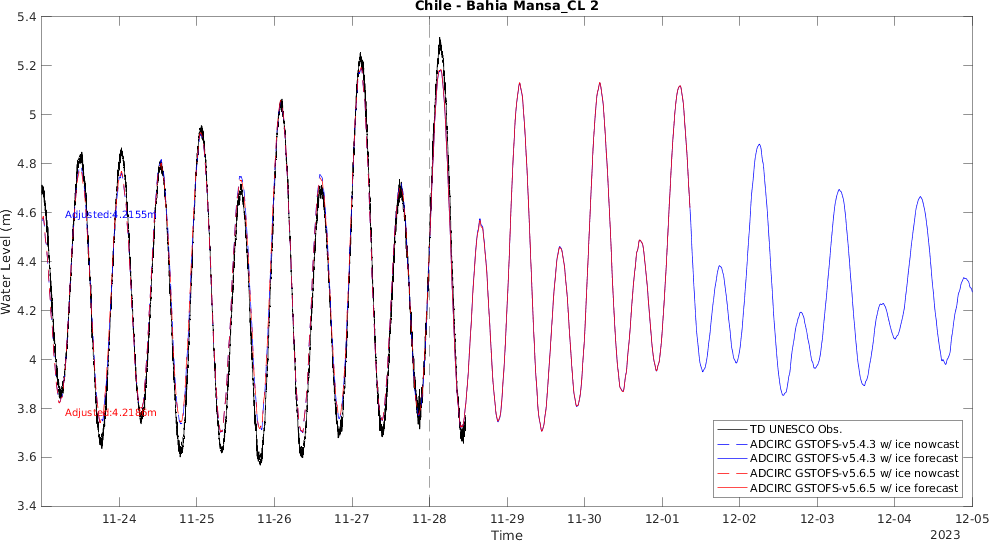 Chile - Bahia Mansa_CL 2
5.4
5.2
5
4.8
4.6
4.4
4.2
4
3.8
3.6
3.4
Water Level (m)
Adjusted:4.2155m
Adjusted:4.2186m
TD UNESCO Obs.
ADCIRC GSTOFS-v5.4.3 w/ ice nowcast
ADCIRC GSTOFS-v5.4.3 w/ ice forecast
ADCIRC GSTOFS-v5.6.5 w/ ice nowcast
ADCIRC GSTOFS-v5.6.5 w/ ice forecast
11-24 11-25 11-26 11-27 11-28 11-29 11-30 12-01 12-02 12-03 12-04 12-05
Time
2023